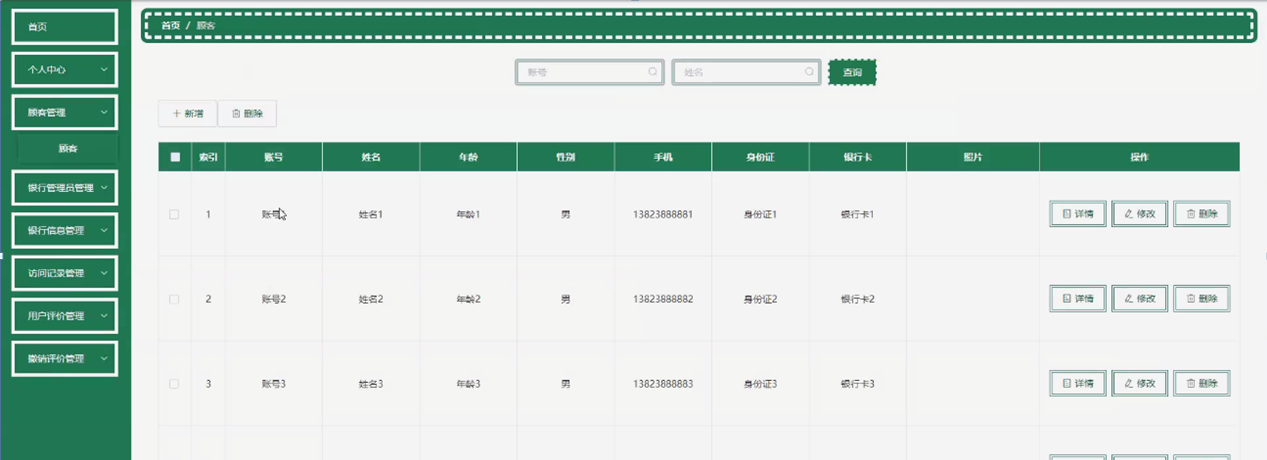 首页
个人中心
顾客管理
顾客
银行管理员管理
银行信息管理
访问记录管理
用户评价管理
撤销评价管理
首页 / 顾客
账号 姓名 查询
新增 删除
索引 账号 姓名 年龄 性别 手机 身份证 银行卡 照片 操作
1 账号1 姓名1 年龄1 男 13823888881 身份证1 银行卡1 详情 修改 删除
2 账号2 姓名2 年龄2 男 13823888882 身份证2 银行卡2 详情 修改 删除
3 账号3 姓名3 年龄3 男 13823888883 身份证3 银行卡3 详情 修改 删除